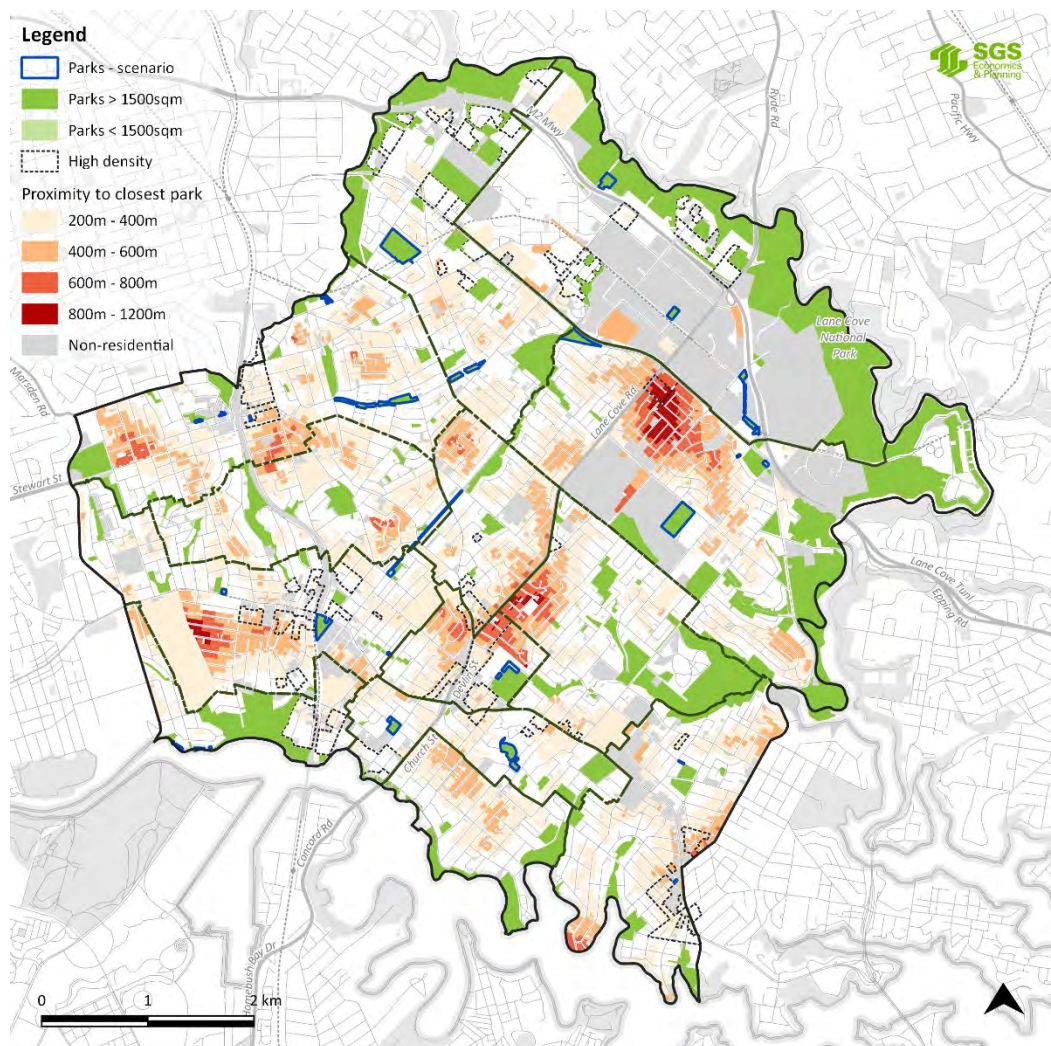 Legend
Parks - scenario
Parks > 1500sqm
Parks < 1500sqm
High density
Proximity to closest park
200m - 400m
400m - 600m
600m - 800m
800m - 1200m
Non-residential
SGS
Economics
& Planning
M2 Mwy
Ryde Rd
Pacific Hwy
Lane Cove
National
Park
Marsden Rd
Lane Cove Rd
Stewart St
Lane Cove Tunl
Epping Rd
Devlin St
Church St
Concord Rd
Homebush Bay Dr
0 1 2 km